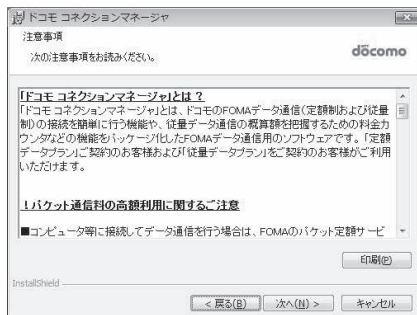 ドコモ コネクションマネージャ
注意事項
次の注意事項をお読みください。
döcomo
「ドコモ コネクションマネージャ」とは？
「ドコモ コネクションマネージャ」とは、ドコモのFOMAデータ通信(定額制および従量
制)の接続を簡単に行う機能や、従量データ通信の概算額を把握するための料金カ
ウンタなどの機能をパッケージ化したFOMAデータ通信用のソフトウェアです。「定額
データプラン」ご契約のお客様および「従量データプラン」をご契約のお客様がご利用
いただけます。
！パケット通信料の高額利用に関するご注意
■コンピュータ等に接続してデータ通信を行う場合は、FOMAのパケット定額サービ
印刷(P)
InstallShield
< 戻る(B)
次へ(N) >
キャンセル